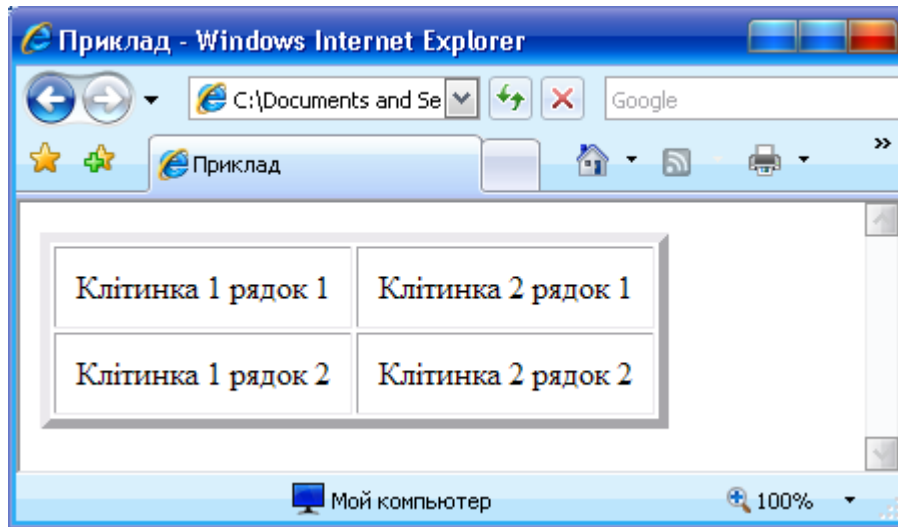 Приклад - Windows Internet Explorer
C:\Documents and Se
Google
Приклад
»
Клітинка 1 рядок 1 Клітинка 2 рядок 1
Клітинка 1 рядок 2 Клітинка 2 рядок 2
Мой компьютер 100%